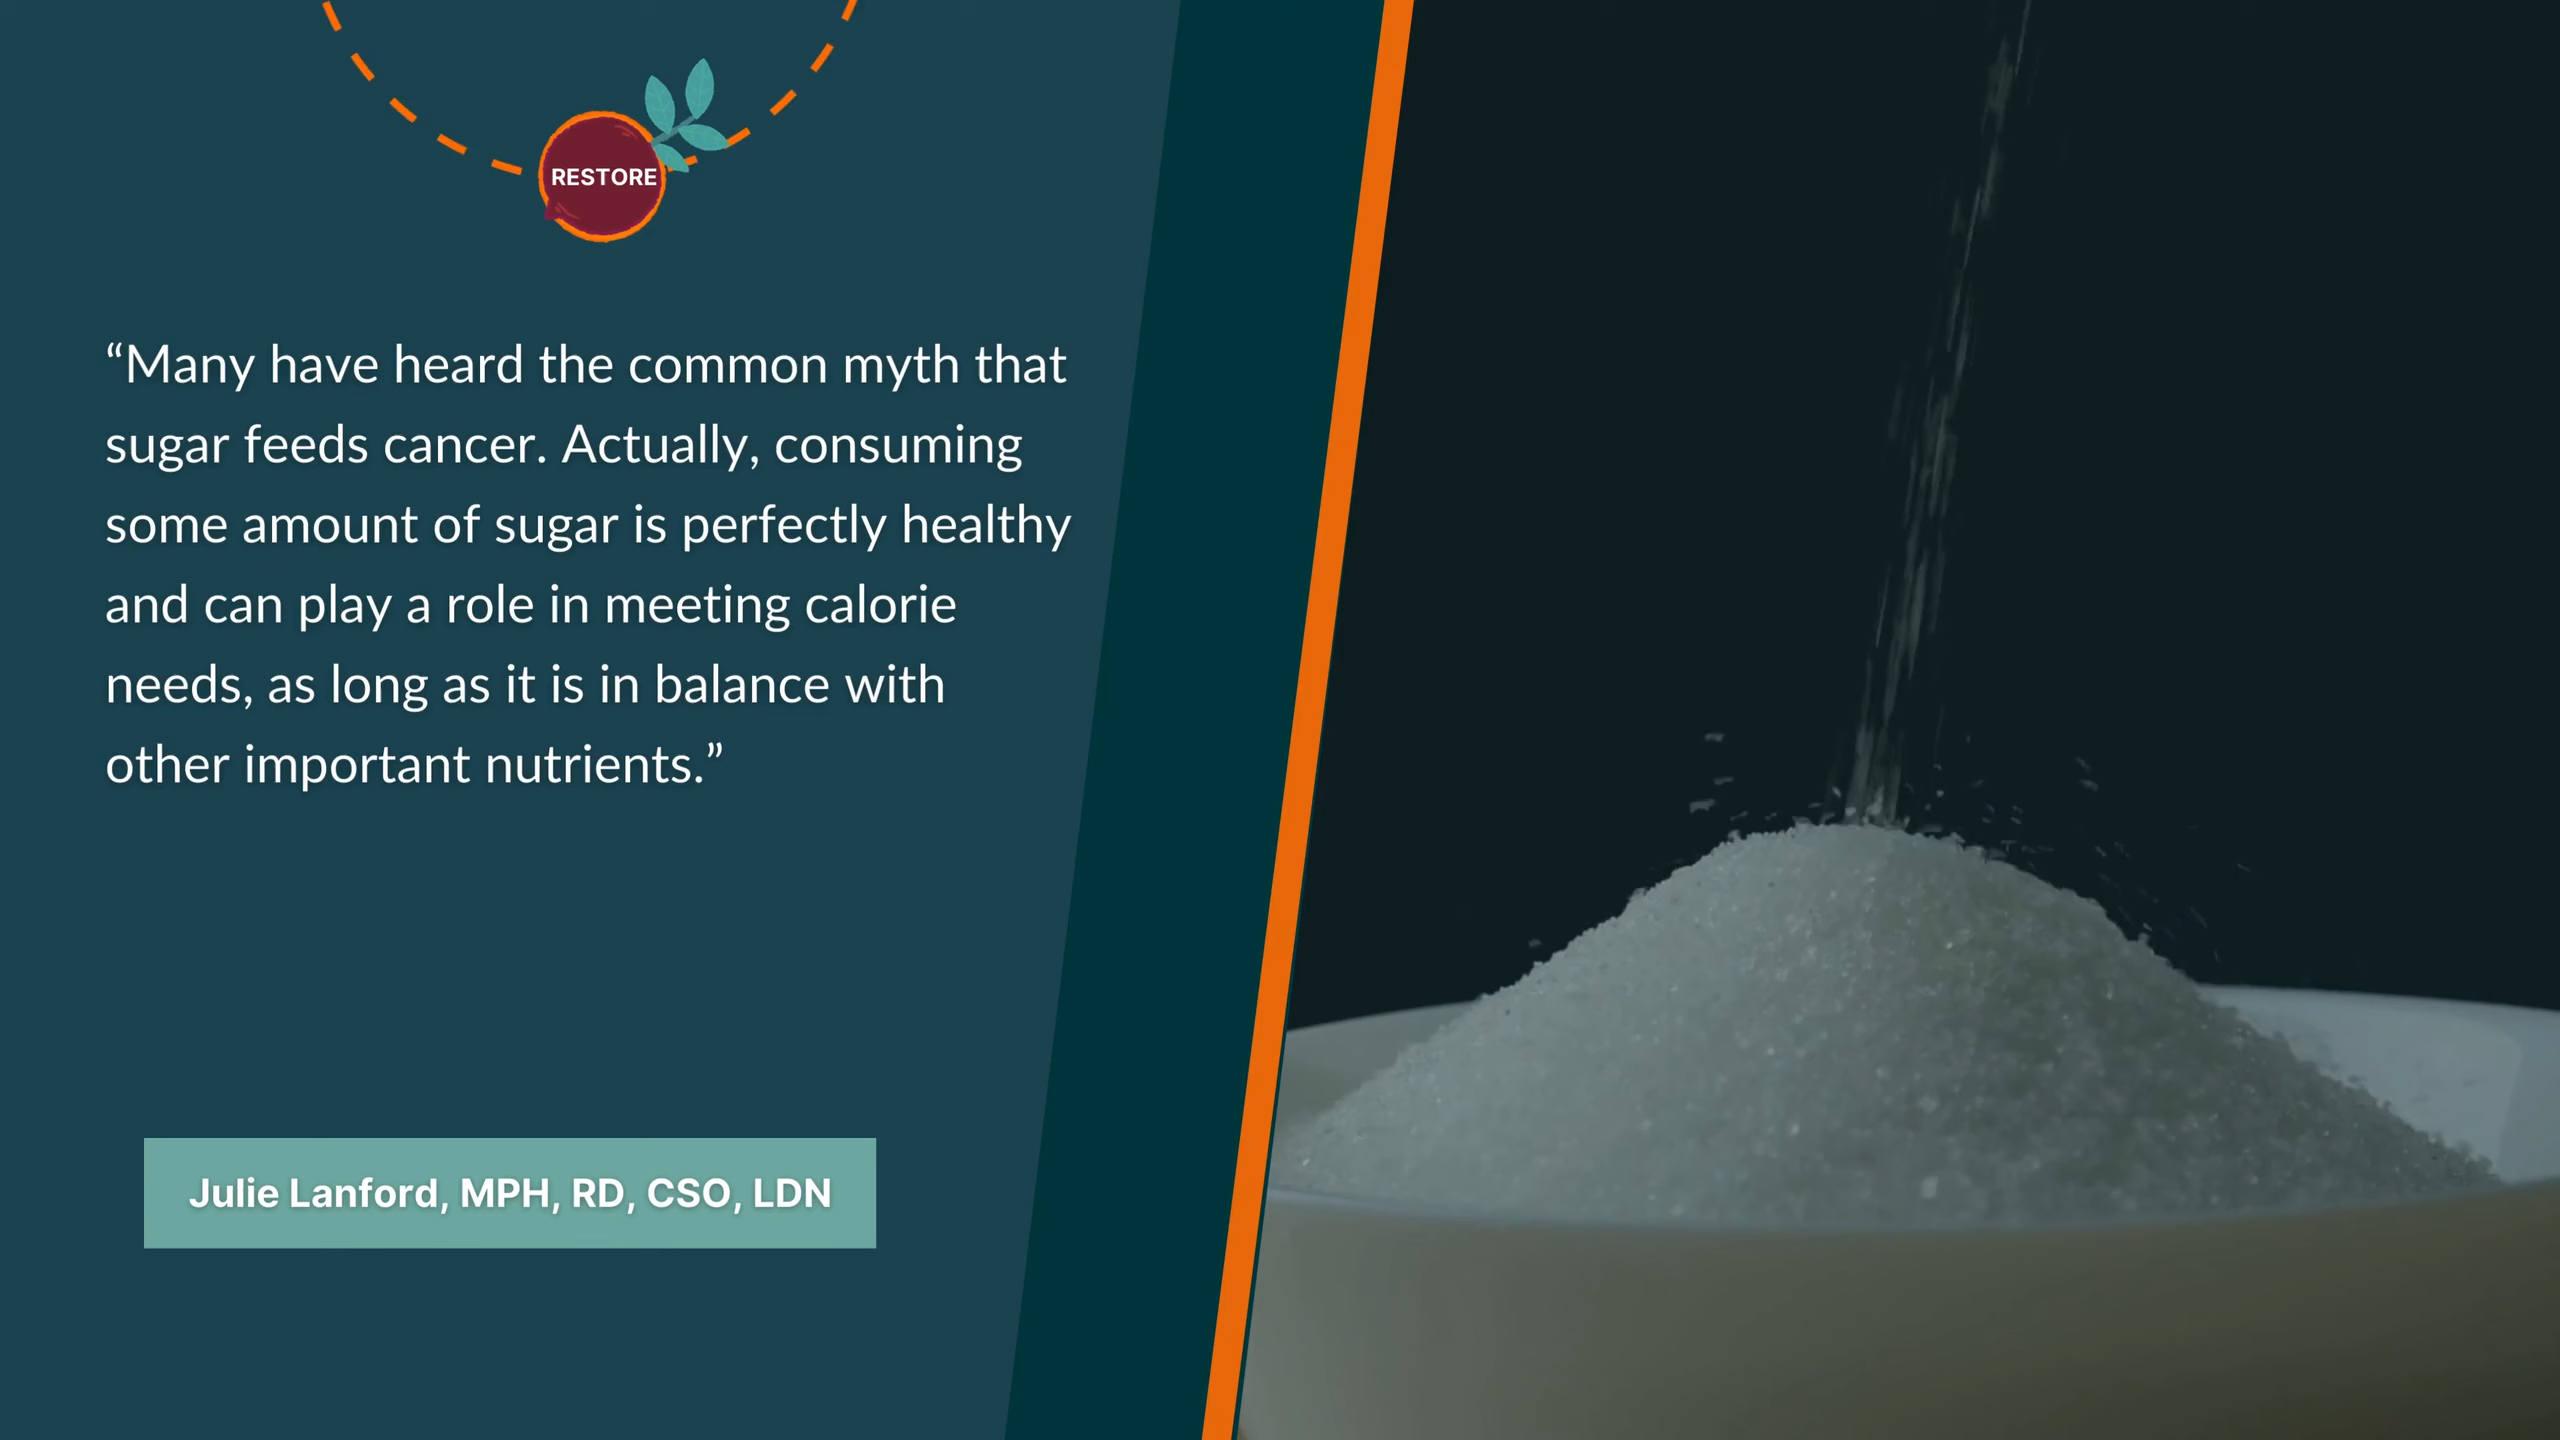 RESTORE
“Many have heard the common myth that
sugar feeds cancer. Actually, consuming
some amount of sugar is perfectly healthy
and can play a role in meeting calorie
needs, as long as it is in balance with
other important nutrients.”
Julie Lanford, MPH, RD, CSO, LDN